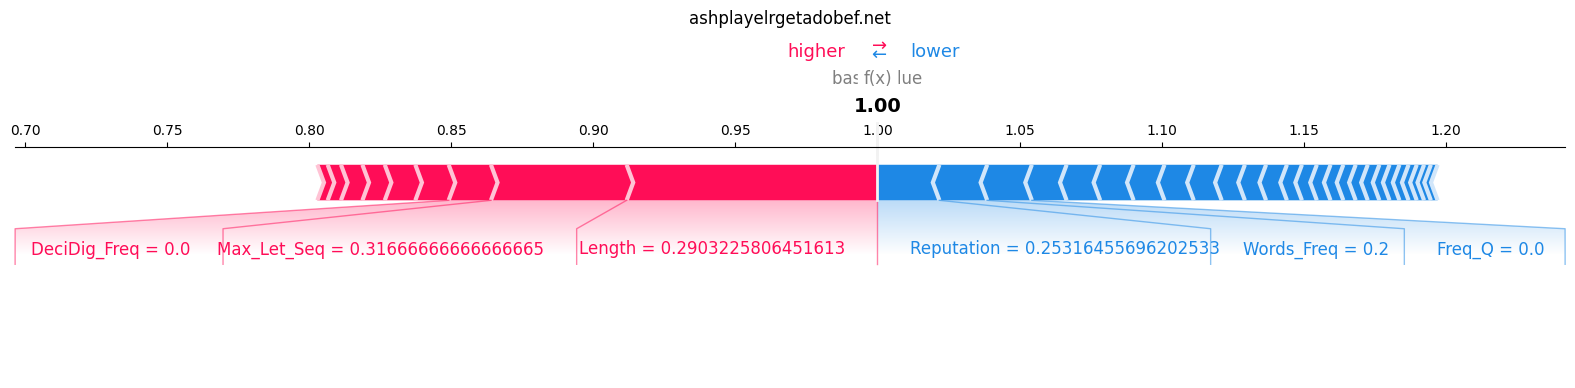 ashplayelrgetadobef.net
higher ⇄ lower
f(x)
1.00
0.70 0.75 0.80 0.85 0.90 0.95 1.00 1.05 1.10 1.15 1.20
DeciDig_Freq = 0.0 Max_Let_Seq = 0.31666666666666665 Length = 0.2903225806451613 Reputation = 0.25316455696202533 Words_Freq = 0.2 Freq_Q = 0.0